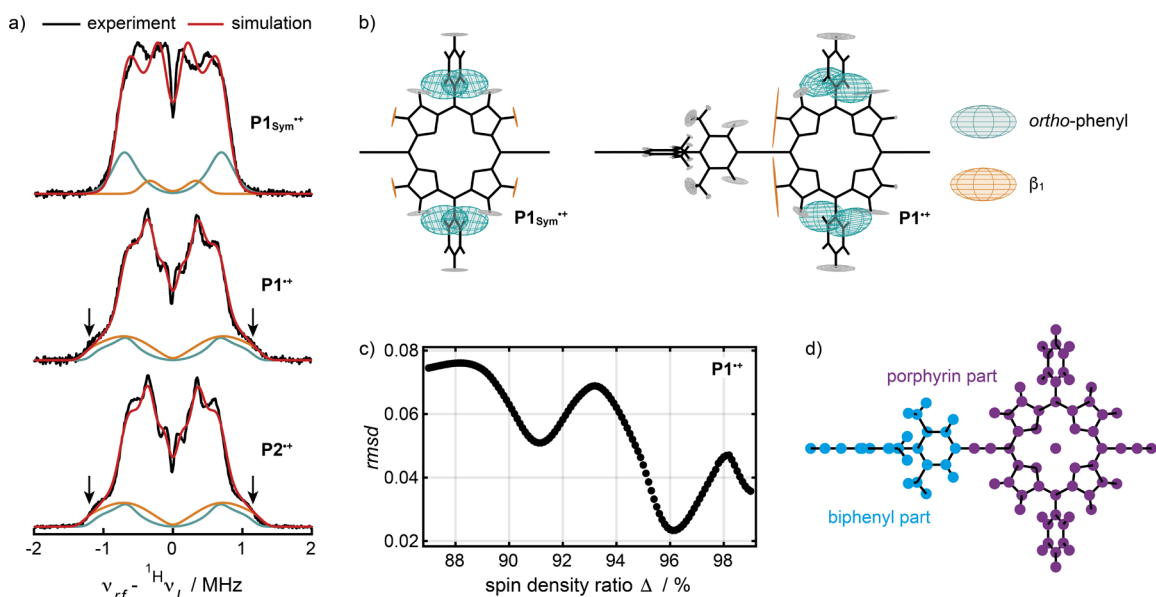 a) experiment simulation
P1Sym•+
P1•+
P2•+
-2 -1 0 1 2
νrf - ¹HνL / MHz
b)
P1Sym•+
P1•+
ortho-phenyl
β₁
c)
P1•+
0.08
0.06
0.04
0.02
rmsd
88 90 92 94 96 98
spin density ratio Δ / %
d)
porphyrin part
biphenyl part